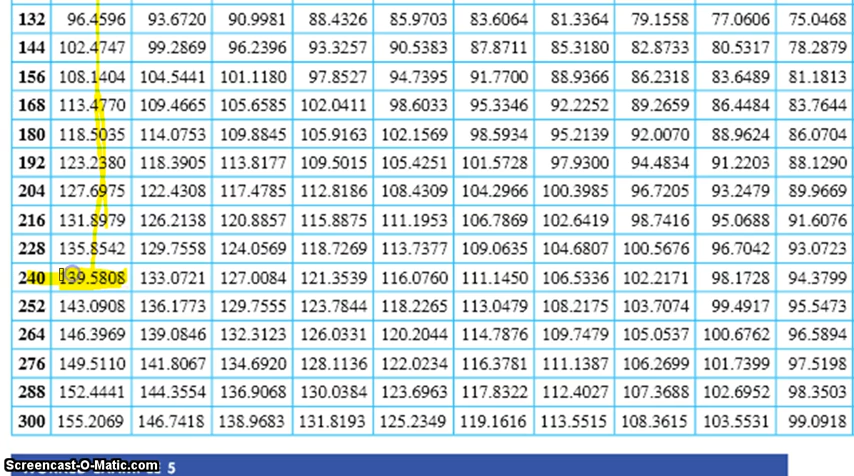 132 96.4596 93.6720 90.9981 88.4326 85.9703 83.6064 81.3364 79.1558 77.0606 75.0468
144 102.4747 99.2869 96.2396 93.3257 90.5383 87.8711 85.3180 82.8733 80.5317 78.2879
156 108.1404 104.5441 101.1180 97.8527 94.7395 91.7700 88.9366 86.2318 83.6489 81.1813
168 113.4770 109.4665 105.6585 102.0411 98.6033 95.3346 92.2252 89.2659 86.4484 83.7644
180 118.5035 114.0753 109.8845 105.9163 102.1569 98.5934 95.2139 92.0070 88.9624 86.0704
192 123.2380 118.3905 113.8177 109.5015 105.4251 101.5728 97.9300 94.4834 91.2203 88.1290
204 127.6975 122.4308 117.4785 112.8186 108.4309 104.2966 100.3985 96.7205 93.2479 89.9669
216 131.8979 126.2138 120.8857 115.8875 111.1953 106.7869 102.6419 98.7416 95.0688 91.6076
228 135.8542 129.7558 124.0569 118.7269 113.7377 109.0635 104.6807 100.5676 96.7042 93.0723
240 139.5808 133.0721 127.0084 121.3539 116.0760 111.1450 106.5336 102.2171 98.1728 94.3799
252 143.0908 136.1773 129.7555 123.7844 118.2265 113.0479 108.2175 103.7074 99.4917 95.5473
264 146.3969 139.0846 132.3123 126.0331 120.2044 114.7876 109.7479 105.0537 100.6762 96.5894
276 149.5110 141.8067 134.6920 128.1136 122.0234 116.3781 111.1387 106.2699 101.7399 97.5198
288 152.4441 144.3554 136.9068 130.0384 123.6963 117.8322 112.4027 107.3688 102.6952 98.3503
300 155.2069 146.7418 138.9683 131.8193 125.2349 119.1616 113.5515 108.3615 103.5531 99.0918
5
Screencast-O-Matic.com